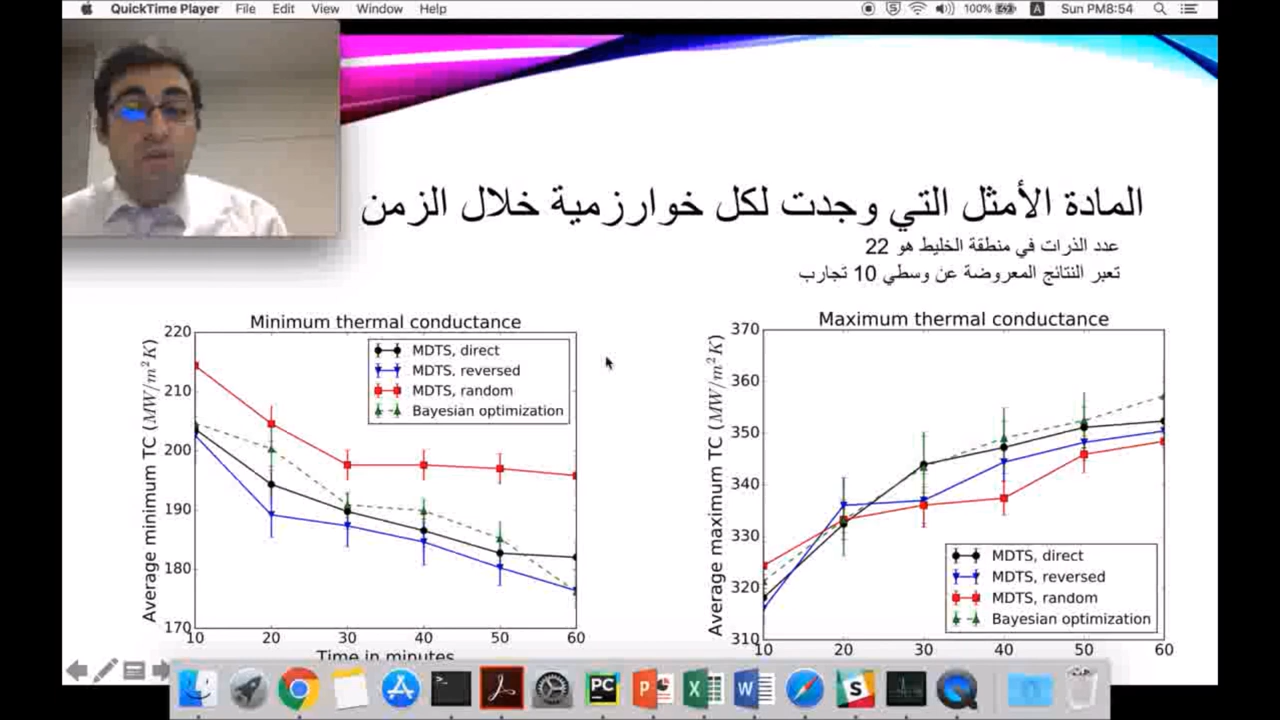 QuickTime Player File Edit View Window Help 100% A Sun PM8:54
المادة الأمثل التي وجدت لكل خوارزمية خلال الزمن
عدد الذرات في منطقة الخليط هو 22
تعبر النتائج المعروضة عن وسطي 10 تجارب
Minimum thermal conductance
Average minimum TC (MW/m²K)
220
210
200
190
180
170
MDTS, direct
MDTS, reversed
MDTS, random
Bayesian optimization
10 20 30 40 50 60
Time in minutes
Maximum thermal conductance
Average maximum TC (MW/m²K)
370
360
350
340
330
320
310
MDTS, direct
MDTS, reversed
MDTS, random
Bayesian optimization
10 20 30 40 50 60
PC P X W S